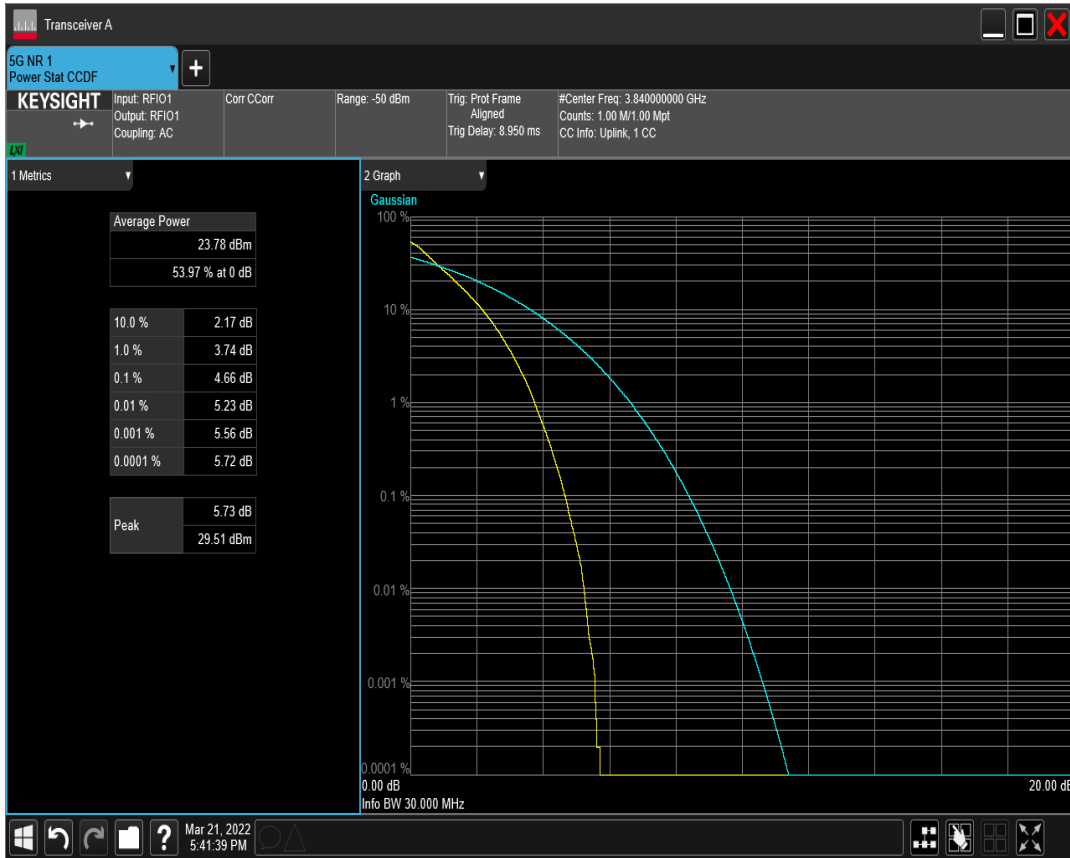 Transceiver A
5G NR 1
Power Stat CCDF
KEYSIGHT
LXI
Input: RFIO1
Output: RFIO1
Coupling: AC
Corr CCorr
Range: -50 dBm
Trig: Prot Frame
Aligned
Trig Delay: 8.950 ms
#Center Freq: 3.840000000 GHz
Counts: 1.00 M/1.00 Mpt
CC Info: Uplink, 1 CC
1 Metrics
Average Power
23.78 dBm
53.97 % at 0 dB
10.0 % 2.17 dB
1.0 % 3.74 dB
0.1 % 4.66 dB
0.01 % 5.23 dB
0.001 % 5.56 dB
0.0001 % 5.72 dB
Peak
5.73 dB
29.51 dBm
2 Graph
Gaussian
100 %
10 %
1 %
0.1 %
0.01 %
0.001 %
0.0001 %
0.00 dB 20.00 dB
Info BW 30.000 MHz
?
Mar 21, 2022
5:41:39 PM